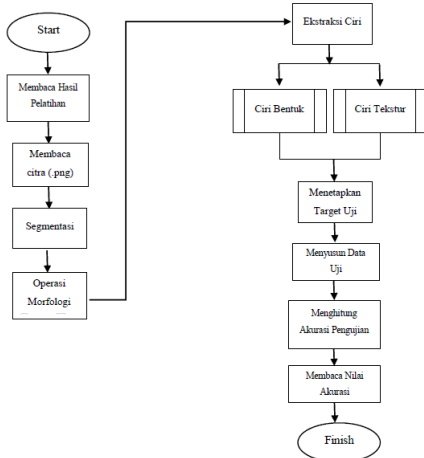 Start
Membaca Hasil
Pelatihan
Membaca
citra (.png)
Segmentasi
Operasi
Morfologi
Ekstraksi Ciri
Ciri Bentuk
Ciri Tekstur
Menetapkan
Target Uji
Menyusun Data
Uji
Menghitung
Akurasi Pengujian
Membaca Nilai
Akurasi
Finish